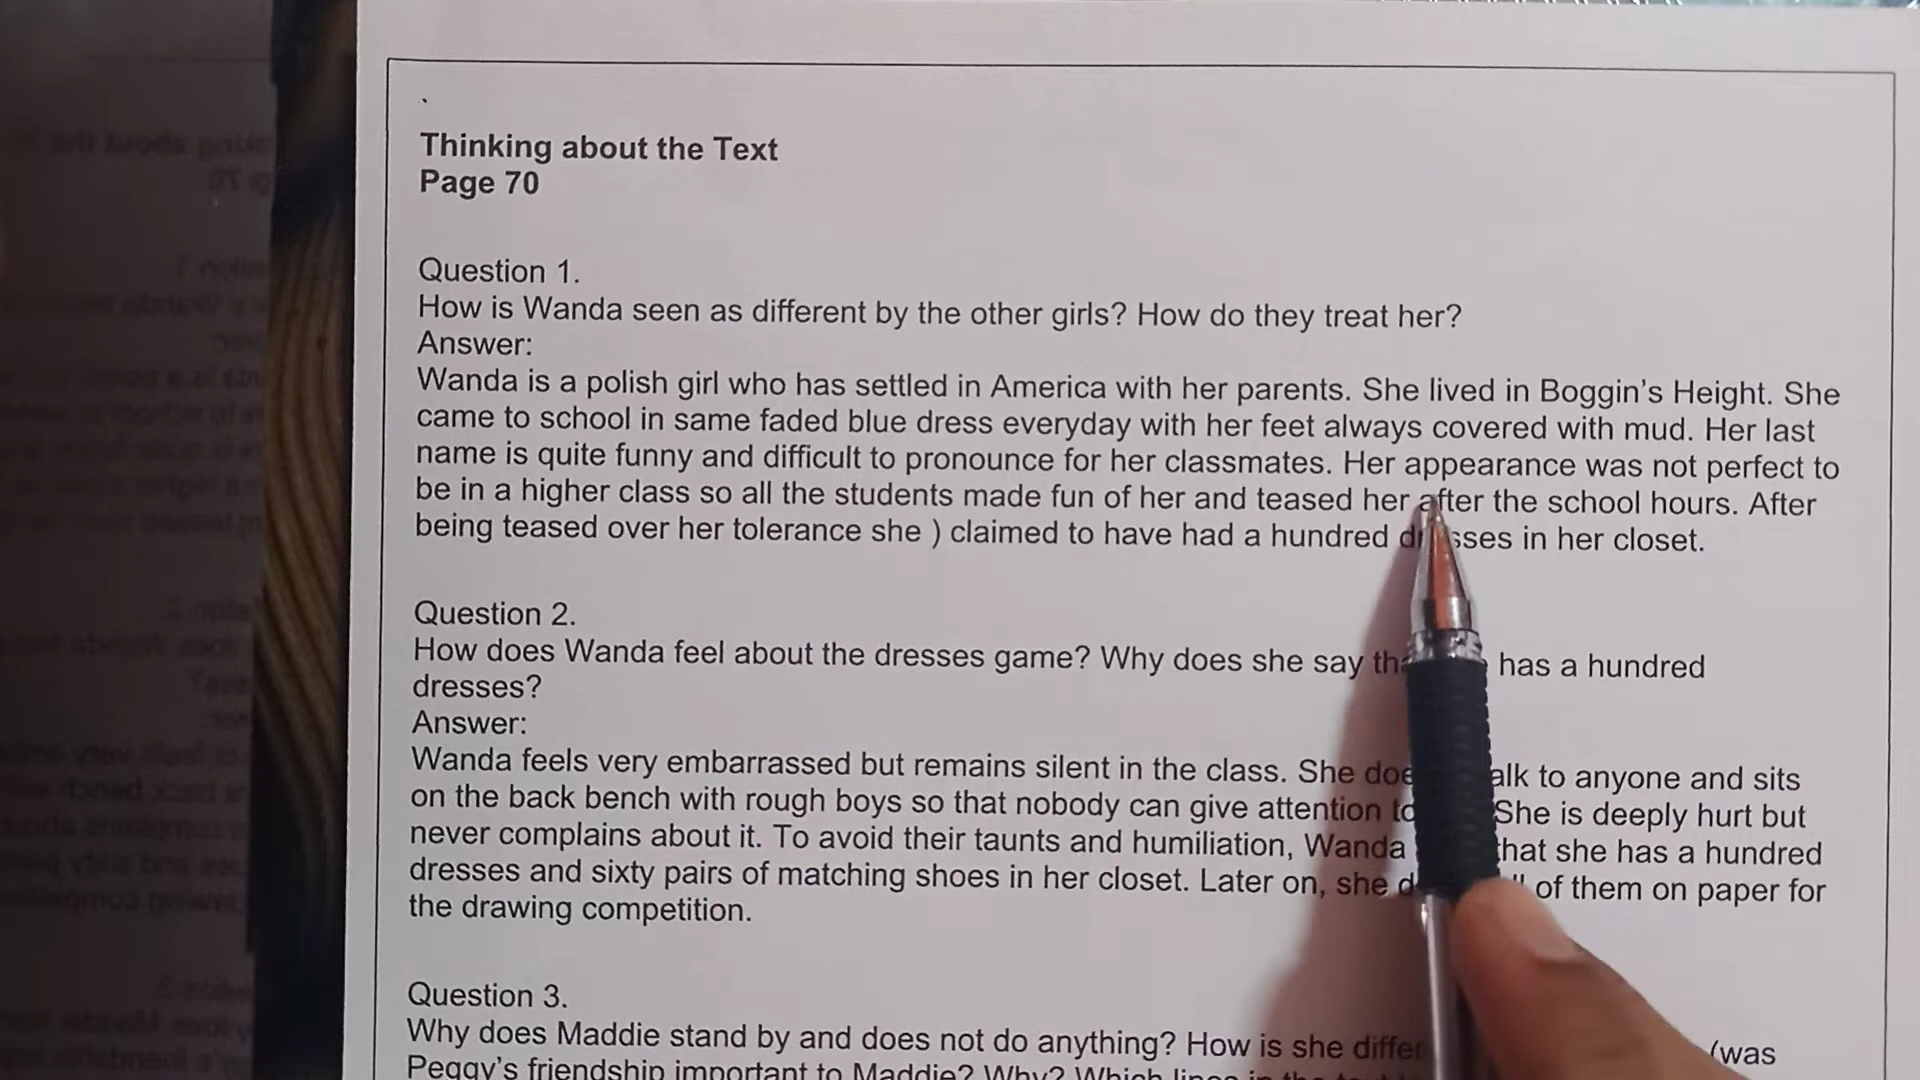 Thinking about the Text
Page 70
Question 1.
How is Wanda seen as different by the other girls? How do they treat her?
Answer:
Wanda is a polish girl who has settled in America with her parents. She lived in Boggin's Height. She
came to school in same faded blue dress everyday with her feet always covered with mud. Her last
name is quite funny and difficult to pronounce for her classmates. Her appearance was not perfect to
be in a higher class so all the students made fun of her and teased her after the school hours. After
being teased over her tolerance she ) claimed to have had a hundred dresses in her closet.
Question 2.
How does Wanda feel about the dresses game? Why does she say has a hundred
dresses?
Answer:
Wanda feels very embarrassed but remains silent in the class. She to anyone and sits
on the back bench with rough boys so that nobody can give attention She is deeply hurt but
never complains about it. To avoid their taunts and humiliation, Wanda that she has a hundred
dresses and sixty pairs of matching shoes in her closet. Later on, she of them on paper for
the drawing competition.
Question 3.
Why does Maddie stand by and does not do anything? How is she (was
Peggy's friendship important to Maddie? Why? Which lines in the